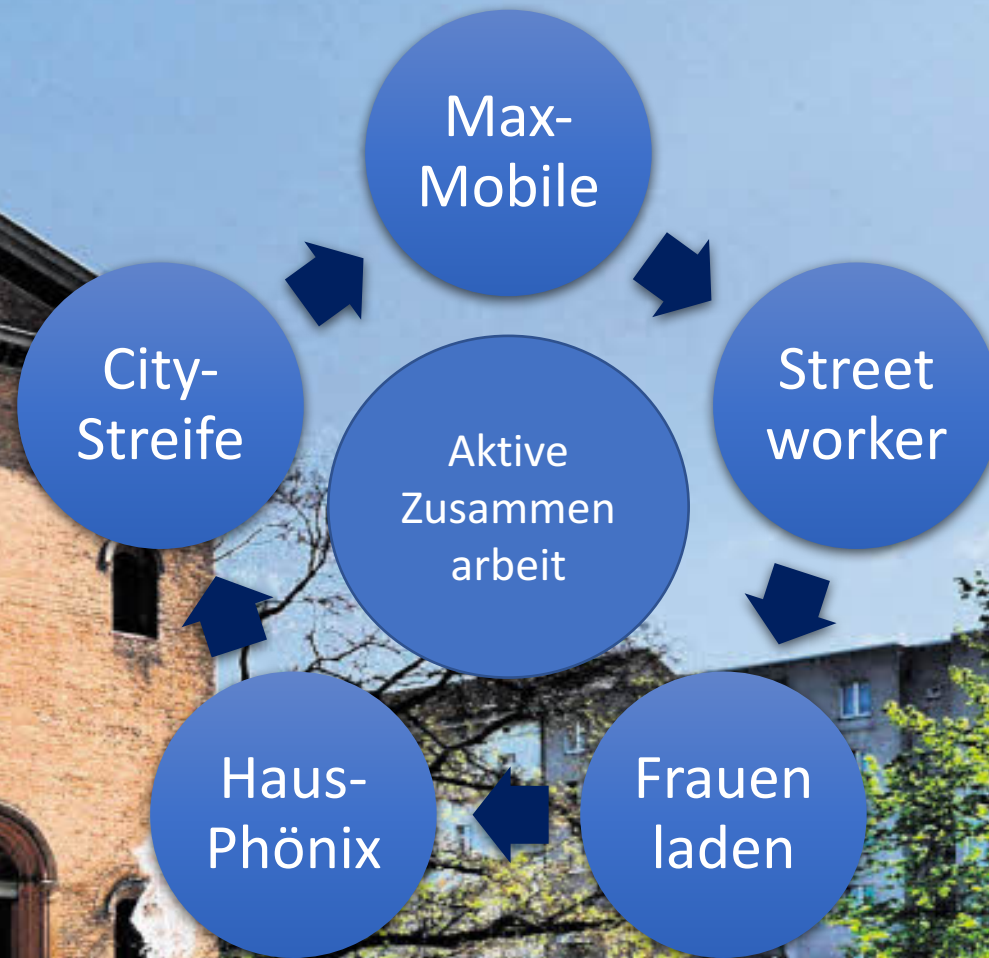 Max-
Mobile
City-
Streife
Street
worker
Aktive
Zusammen
arbeit
Haus-
Phönix
Frauen
laden